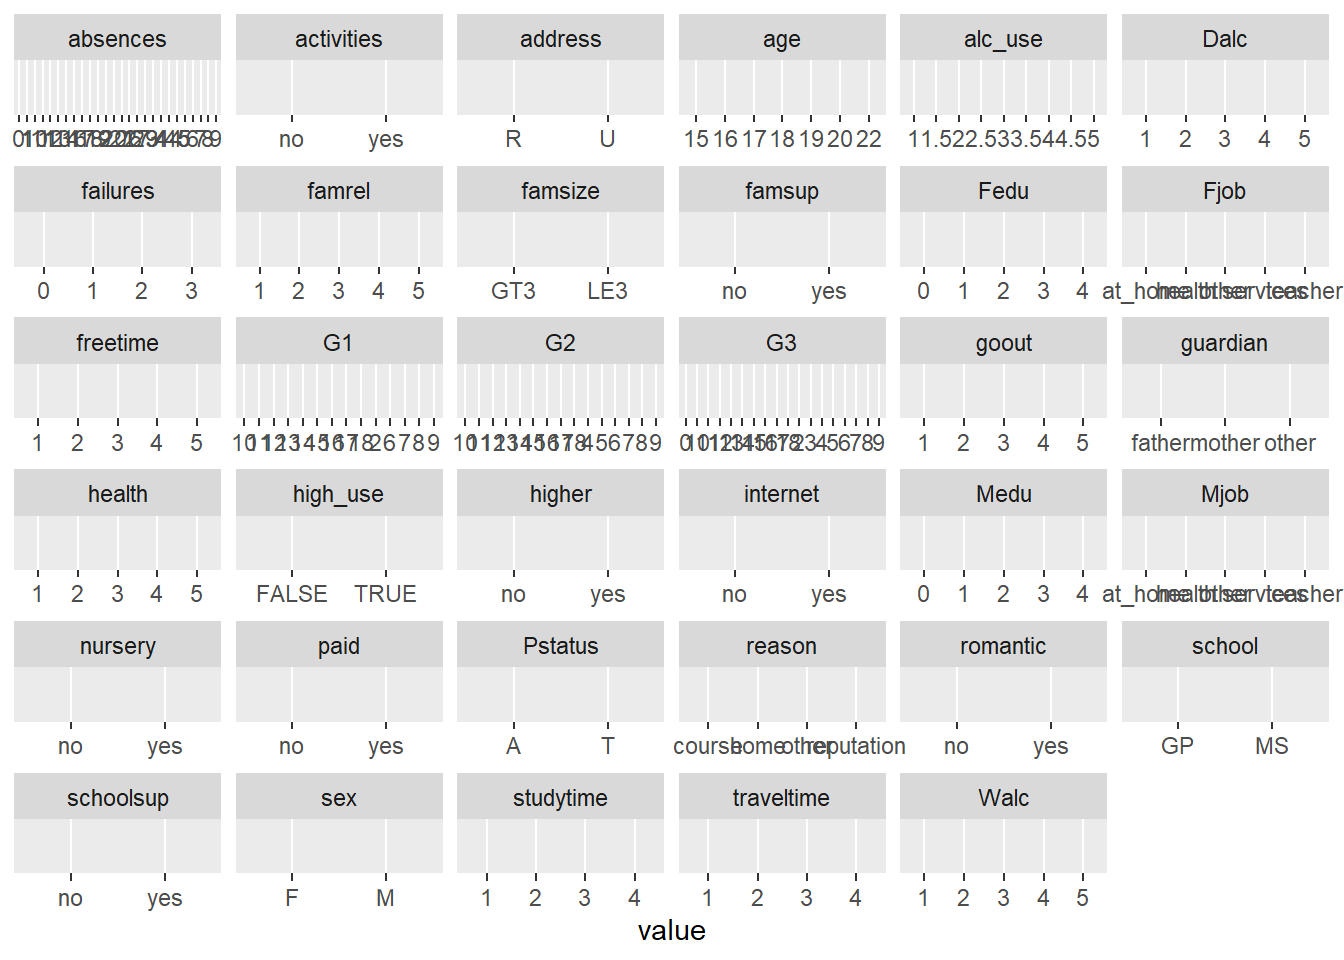 absences activities address age alc_use Dalc
no yes R U 15 16 17 18 19 20 22 1 1.5 2 2.5 3 3.5 4 4.5 5 1 2 3 4 5
failures famrel famsize famsup Fedu Fjob
0 1 2 3 1 2 3 4 5 GT3 LE3 no yes 0 1 2 3 4 at_home health other services teacher
freetime G1 G2 G3 goout guardian
1 2 3 4 5 10 11 12 13 14 15 16 17 18 2 6 7 8 9 10 11 12 13 14 15 16 17 18 4 5 6 7 8 9 0 10 11 12 13 14 15 16 17 18 2 3 4 5 6 7 8 9 1 2 3 4 5 father mother other
health high_use higher internet Medu Mjob
1 2 3 4 5 FALSE TRUE no yes no yes 0 1 2 3 4 at_home health other services teacher
nursery paid Pstatus reason romantic school
no yes no yes A T course home other reputation no yes GP MS
schoolsup sex studytime traveltime Walc
no yes F M 1 2 3 4 1 2 3 4 1 2 3 4 5
value